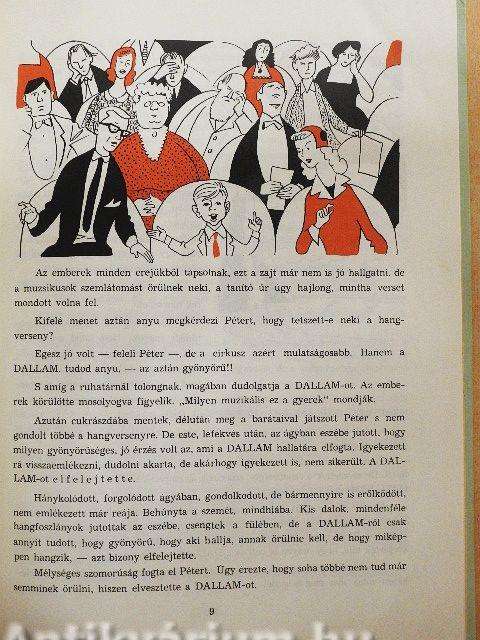 Az emberek minden erejükből tapsolnak, ezt a zajt már nem is jó hallgatni, de
a muzsikusok szemlátomást örülnek neki, a tanító úr úgy hajlong, mintha verset
mondott volna fel.
Kifelé menet aztán anyu megkérdezi Pétert, hogy tetszett-e neki a hang-
verseny?
Egész jó volt — feleli Péter —, de a cirkusz azért mulatságosabb. Hanem a
DALLAM, tudod anyu, — az aztán gyönyörű!!
S amíg a ruhatárnál tolongnak, magában dudolgatja a DALLAM-ot. Az embe-
rek körülötte mosolyogva figyelik. „Milyen muzikális ez a gyerek" mondják.
Azután cukrászdába mentek, délután meg a barátaival játszott Péter s nem
gondolt többé a hangversenyre. De este, lefekvés után, az ágyban eszébe jutott, hogy
milyen gyönyörűséges, jó érzés volt az, ami a DALLAM hallatára elfogta. Igyekezett
rá visszaemlékezni, dudolni akarta, de akárhogy igyekezett is, nem sikerült. A DAL-
LAM-ot elfelejtette.
Hánykolódott, forgolódott ágyában, gondolkodott, de bármennyire is erőlködött,
nem emlékezett már reája. Behúnyta a szemét, mindhiába. Kis dalok, mindenféle
hangfoszlányok jutottak az eszébe, csengtek a fülében, de a DALLAM-ról csak
annyit tudott, hogy gyönyörű, hogy aki hallja, annak örülnie kell, de hogy mikép-
pen hangzik, — azt bizony elfelejtette.
Mélységes szomorúság fogta el Pétert. Úgy érezte, hogy soha többé nem tud már
semminek örülni, hiszen elvesztette a DALLAM-ot.
9
Antikvárium.hu